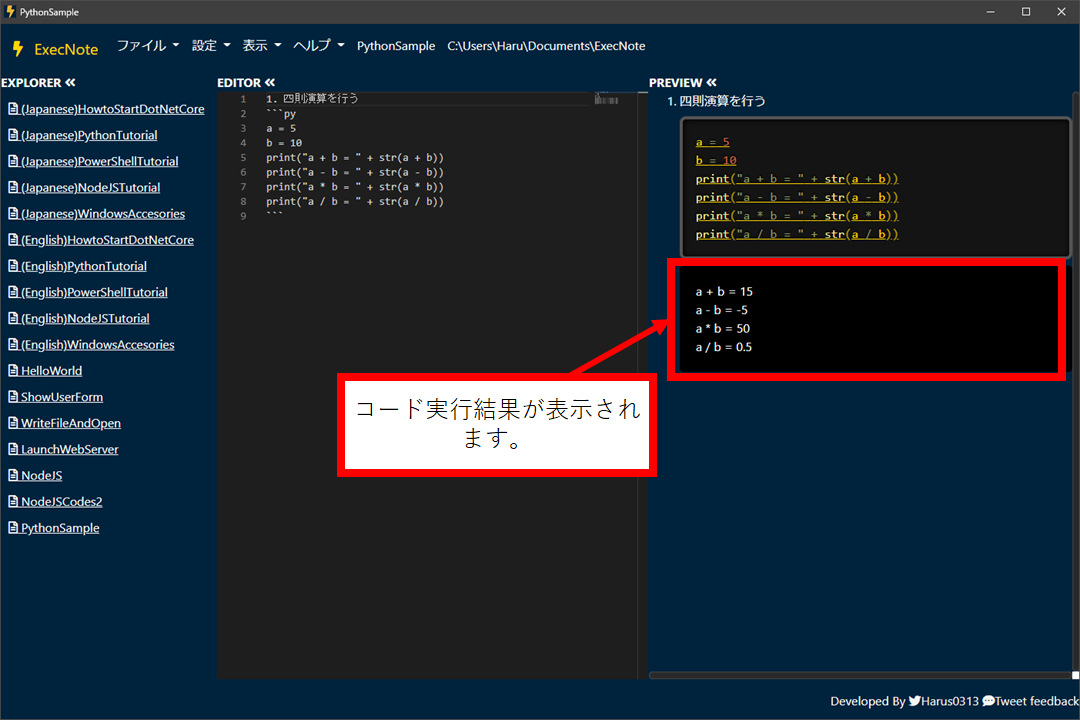 PythonSample
ExecNote ファイル 設定 表示 ヘルプ PythonSample C:\Users\Haru\Documents\ExecNote
EXPLORER
(Japanese)HowtoStartDotNetCore
(Japanese)PythonTutorial
(Japanese)PowerShellTutorial
(Japanese)NodeJSTutorial
(Japanese)WindowsAccesories
(English)HowtoStartDotNetCore
(English)PythonTutorial
(English)PowerShellTutorial
(English)NodeJSTutorial
(English)WindowsAccesories
HelloWorld
ShowUserForm
WriteFileAndOpen
LaunchWebServer
NodeJS
NodeJSCodes2
PythonSample
EDITOR
1 1. 四則演算を行う
2 ```py
3 a = 5
4 b = 10
5 print("a + b = " + str(a + b))
6 print("a - b = " + str(a - b))
7 print("a * b = " + str(a * b))
8 print("a / b = " + str(a / b))
9 ```
PREVIEW
1. 四則演算を行う
a = 5
b = 10
print("a + b = " + str(a + b))
print("a - b = " + str(a - b))
print("a * b = " + str(a * b))
print("a / b = " + str(a / b))
a + b = 15
a - b = -5
a * b = 50
a / b = 0.5
コード実行結果が表示され
ます。
Developed By Harus0313 Tweet feedback